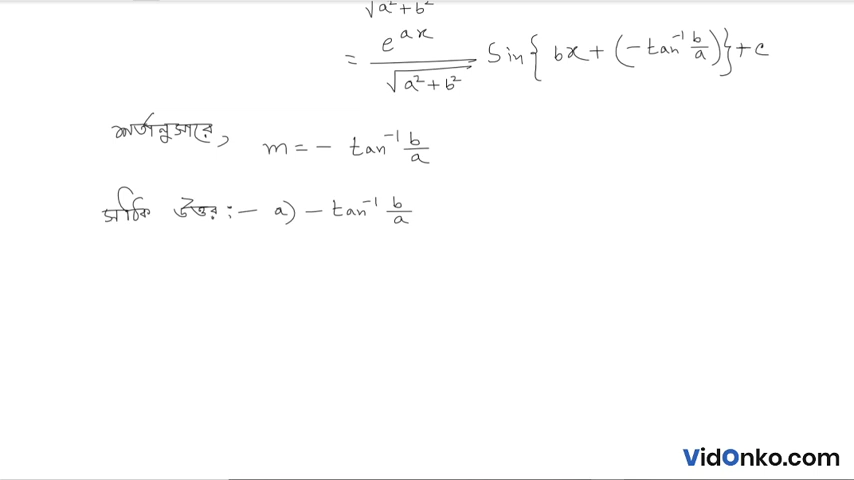 √a²+b²
= e^{ax}/√a²+b² Sin{ bx + (− tan⁻¹ b/a)} + c
শর্তানুসারে, m = − tan⁻¹ b/a
সঠিক উত্তর :− a) − tan⁻¹ b/a
VidOnko.com